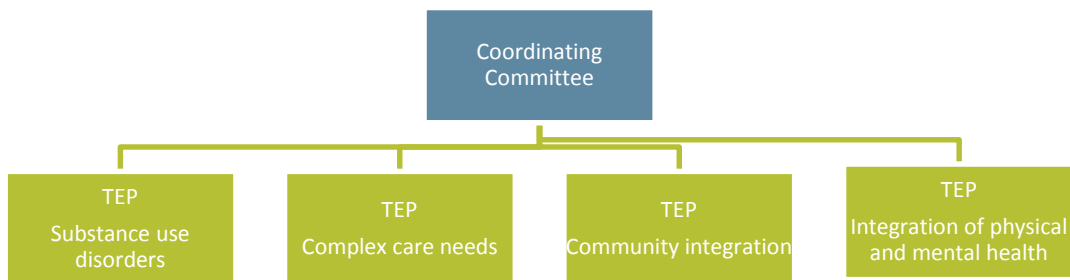 Coordinating
Committee
TEP
Substance use
disorders
TEP
Complex care needs
TEP
Community integration
TEP
Integration of physical
and mental health